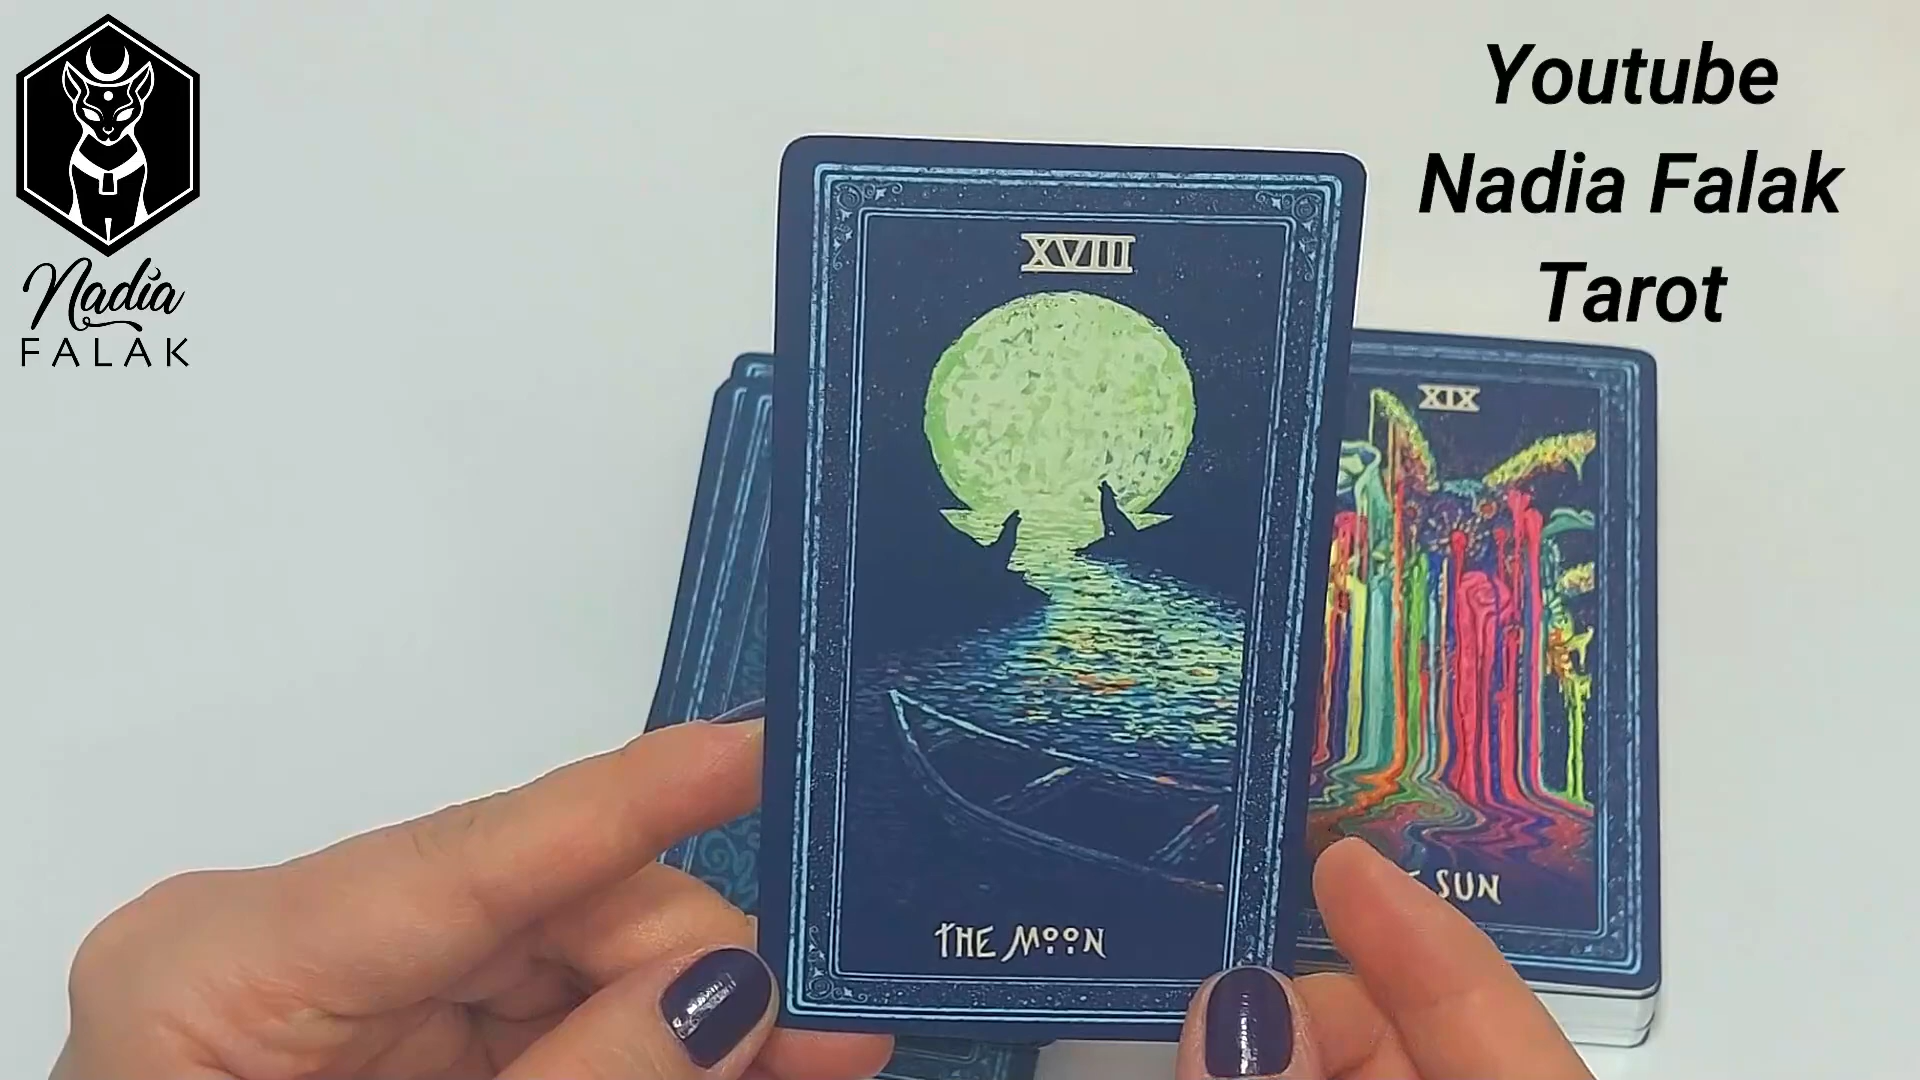 Nadia
FALAK
Youtube
Nadia Falak
Tarot
XVIII
THE MOON
XIX
SUN